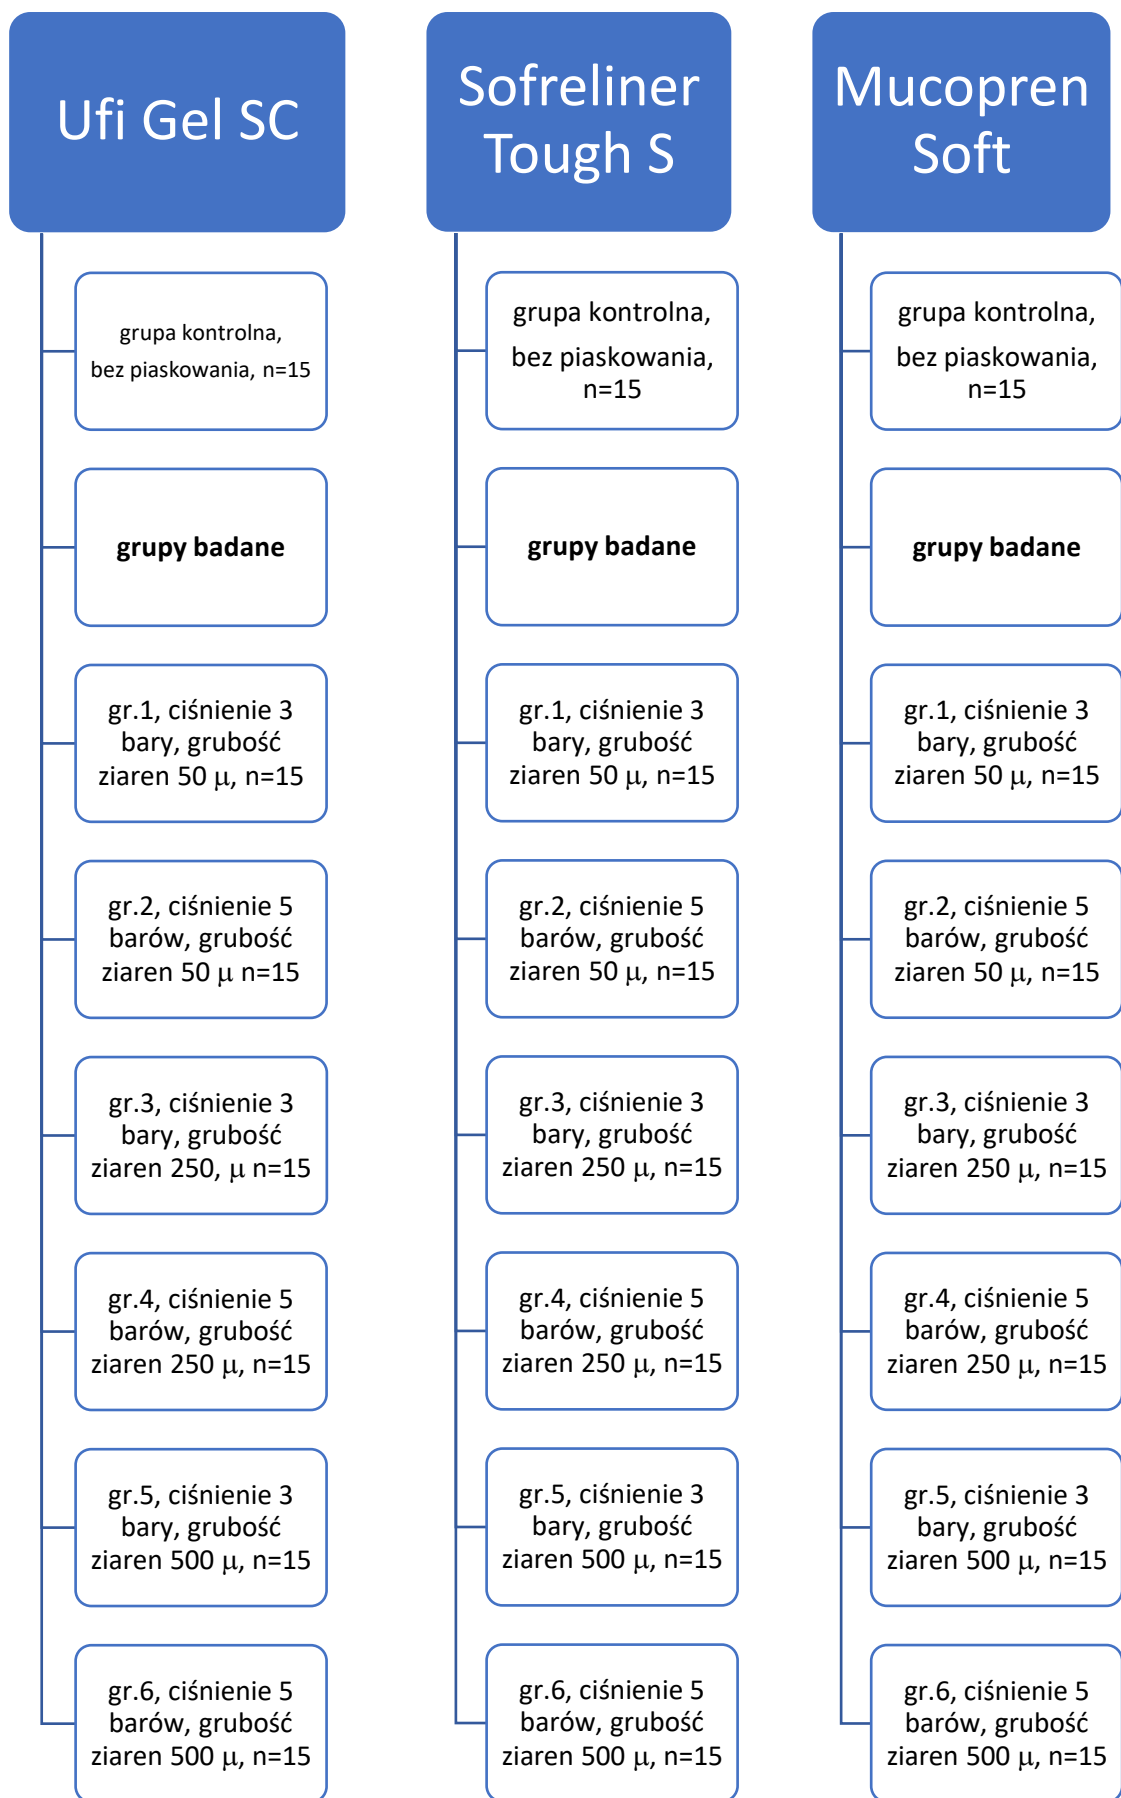 Ufi Gel SC
grupa kontrolna,
bez piaskowania, n=15
grupy badane
gr.1, ciśnienie 3
bary, grubość
ziaren 50 μ, n=15
gr.2, ciśnienie 5
barów, grubość
ziaren 50 μ n=15
gr.3, ciśnienie 3
bary, grubość
ziaren 250, μ n=15
gr.4, ciśnienie 5
barów, grubość
ziaren 250 μ, n=15
gr.5, ciśnienie 3
bary, grubość
ziaren 500 μ, n=15
gr.6, ciśnienie 5
barów, grubość
ziaren 500 μ, n=15
Sofreliner
Tough S
grupa kontrolna,
bez piaskowania,
n=15
grupy badane
gr.1, ciśnienie 3
bary, grubość
ziaren 50 μ, n=15
gr.2, ciśnienie 5
barów, grubość
ziaren 50 μ, n=15
gr.3, ciśnienie 3
bary, grubość
ziaren 250 μ, n=15
gr.4, ciśnienie 5
barów, grubość
ziaren 250 μ, n=15
gr.5, ciśnienie 3
bary, grubość
ziaren 500 μ, n=15
gr.6, ciśnienie 5
barów, grubość
ziaren 500 μ, n=15
Mucopren
Soft
grupa kontrolna,
bez piaskowania,
n=15
grupy badane
gr.1, ciśnienie 3
bary, grubość
ziaren 50 μ, n=15
gr.2, ciśnienie 5
barów, grubość
ziaren 50 μ, n=15
gr.3, ciśnienie 3
bary, grubość
ziaren 250 μ, n=15
gr.4, ciśnienie 5
barów, grubość
ziaren 250 μ, n=15
gr.5, ciśnienie 3
bary, grubość
ziaren 500 μ, n=15
gr.6, ciśnienie 5
barów, grubość
ziaren 500 μ, n=15